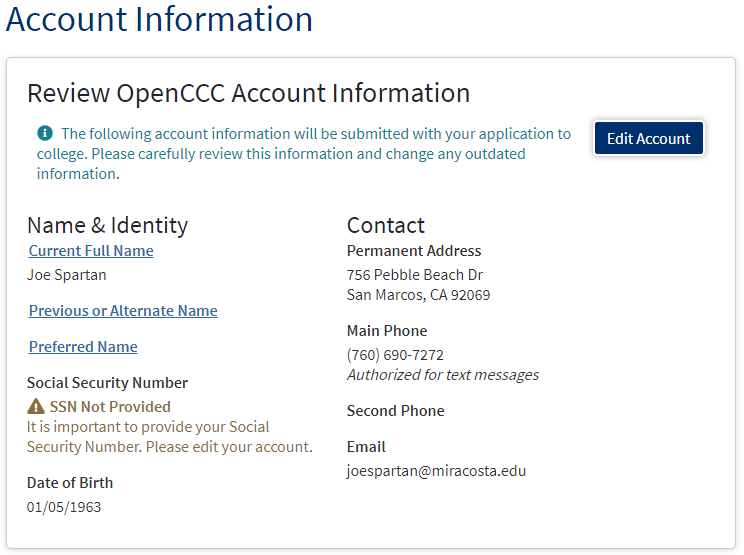 Account Information
Review OpenCCC Account Information
The following account information will be submitted with your application to
college. Please carefully review this information and change any outdated
information.
Edit Account
Name & Identity
Current Full Name
Joe Spartan
Previous or Alternate Name
Preferred Name
Social Security Number
SSN Not Provided
It is important to provide your Social
Security Number. Please edit your account.
Date of Birth
01/05/1963
Contact
Permanent Address
756 Pebble Beach Dr
San Marcos, CA 92069
Main Phone
(760) 690-7272
Authorized for text messages
Second Phone
Email
joespartan@miracosta.edu